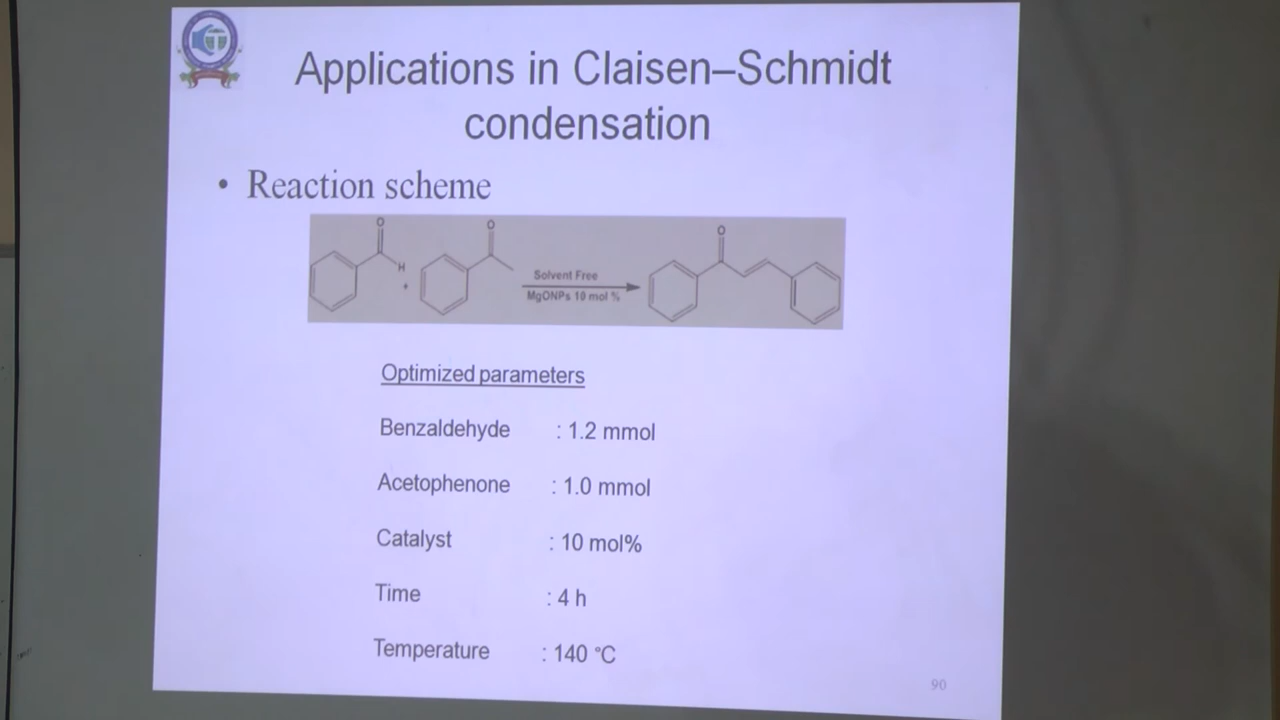 Applications in Claisen–Schmidt
condensation
• Reaction scheme
O
H
+
O
Solvent Free
MgONPs 10 mol %
O
Optimized parameters
Benzaldehyde : 1.2 mmol
Acetophenone : 1.0 mmol
Catalyst : 10 mol%
Time : 4 h
Temperature : 140 °C
90